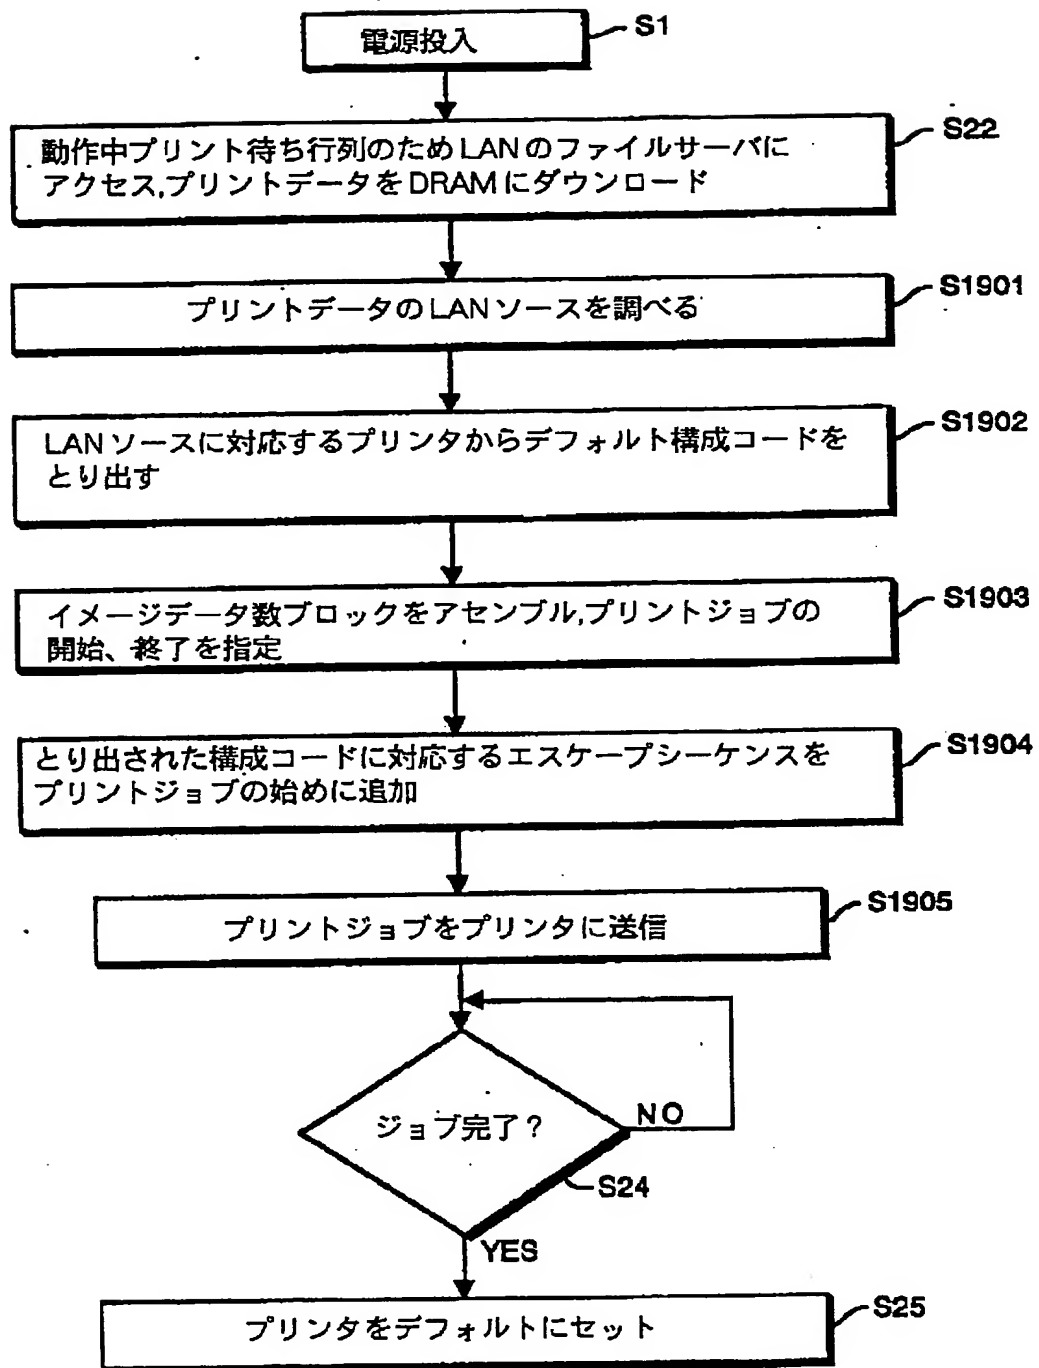 電源投入
S1
動作中プリント待ち行列のためLANのファイルサーバに
アクセス,プリントデータをDRAMにダウンロード
S22
プリントデータのLANソースを調べる
S1901
LANソースに対応するプリンタからデフォルト構成コードを
とり出す
S1902
イメージデータ数ブロックをアセンブル,プリントジョブの
開始、終了を指定
S1903
とり出された構成コードに対応するエスケープシーケンスを
プリントジョブの始めに追加
S1904
プリントジョブをプリンタに送信
S1905
ジョブ完了?
NO
S24
YES
プリンタをデフォルトにセット
S25